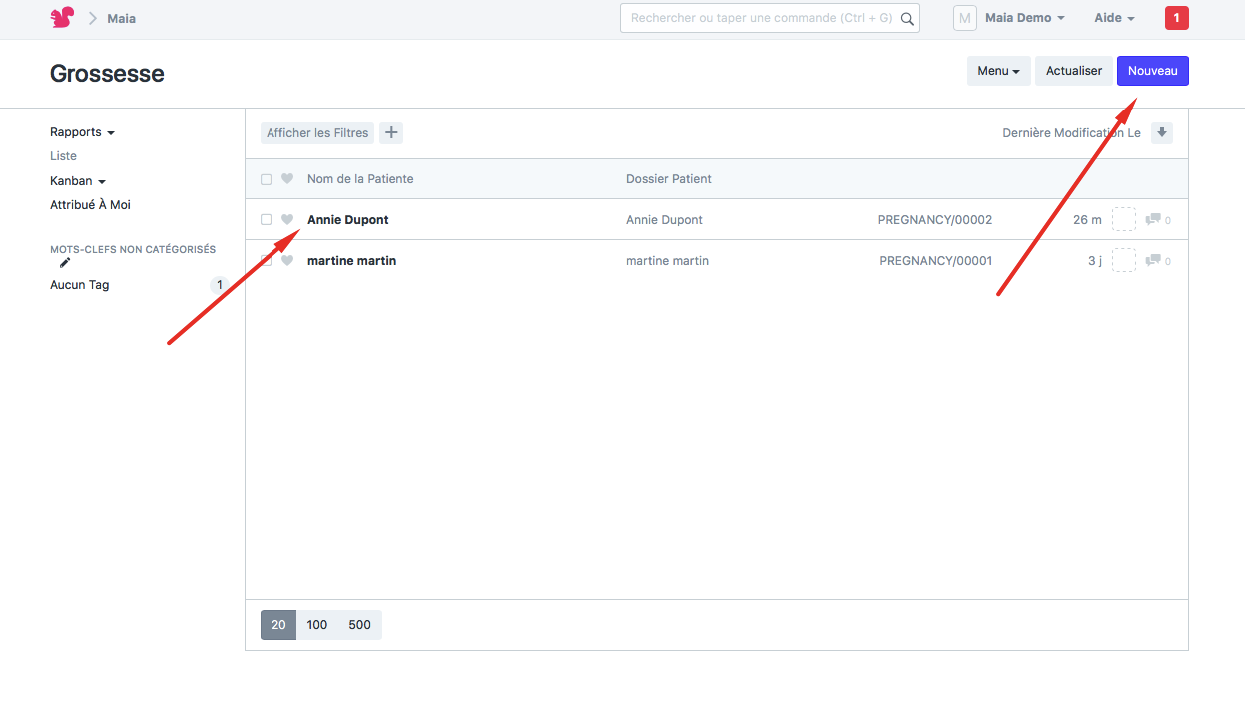 Maia
Rechercher ou taper une commande (Ctrl + G)
M
Maia Demo
Aide
1
Grossesse
Menu
Actualiser
Nouveau
Rapports
Liste
Kanban
Attribué À Moi
MOTS-CLEFS NON CATÉGORISÉS
Aucun Tag 1
Afficher les Filtres
Dernière Modification Le
Nom de la Patiente Dossier Patient
Annie Dupont Annie Dupont PREGNANCY/00002 26 m 0
martine martin martine martin PREGNANCY/00001 3 j 0
20 100 500